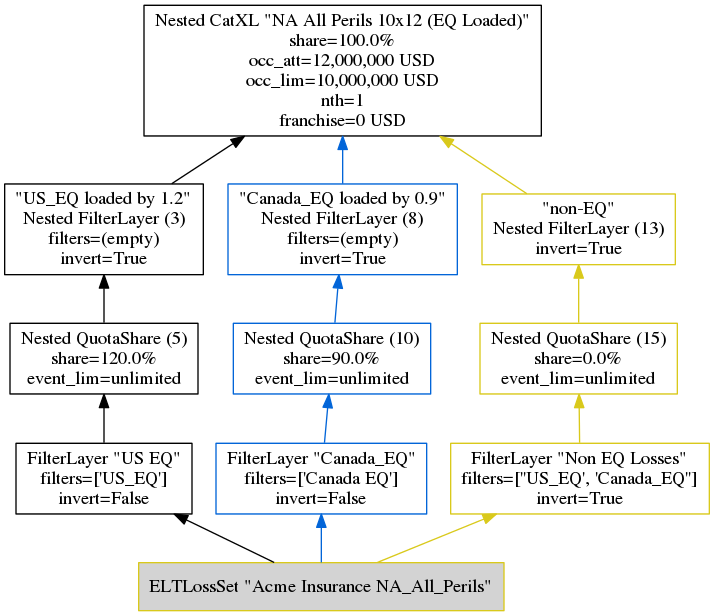 Nested CatXL "NA All Perils 10x12 (EQ Loaded)"
share=100.0%
occ_att=12,000,000 USD
occ_lim=10,000,000 USD
nth=1
franchise=0 USD
"US_EQ loaded by 1.2"
Nested FilterLayer (3)
filters=(empty)
invert=True
"Canada_EQ loaded by 0.9"
Nested FilterLayer (8)
filters=(empty)
invert=True
"non-EQ"
Nested FilterLayer (13)
invert=True
Nested QuotaShare (5)
share=120.0%
event_lim=unlimited
Nested QuotaShare (10)
share=90.0%
event_lim=unlimited
Nested QuotaShare (15)
share=0.0%
event_lim=unlimited
FilterLayer "US EQ"
filters=['US_EQ']
invert=False
FilterLayer "Canada_EQ"
filters=['Canada EQ']
invert=False
FilterLayer "Non EQ Losses"
filters=["US_EQ', 'Canada_EQ"]
invert=True
ELTLossSet "Acme Insurance NA_All_Perils"